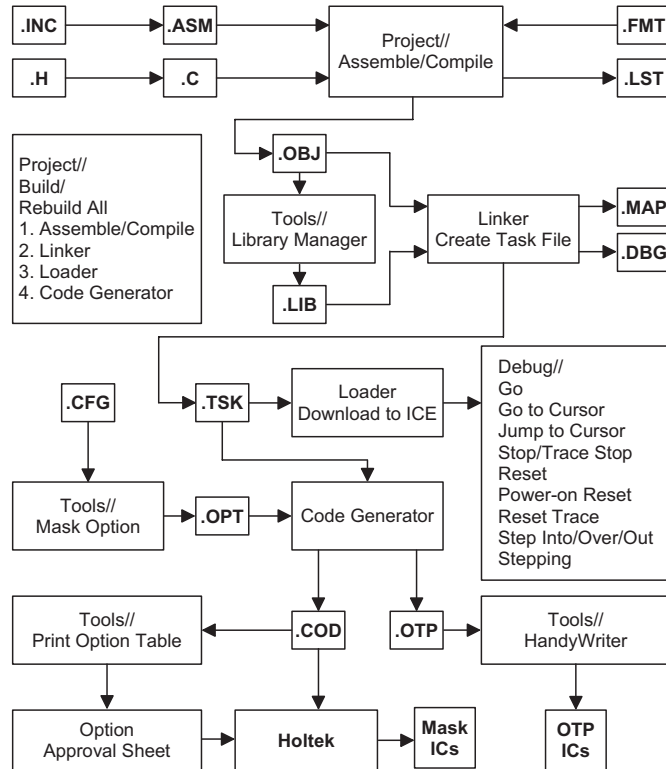 .INC
.ASM
Project//
Assemble/Compile
.FMT
.H
.C
.LST
Project//
Build/
Rebuild All
1. Assemble/Compile
2. Linker
3. Loader
4. Code Generator
.OBJ
Tools//
Library Manager
.LIB
Linker
Create Task File
.MAP
.DBG
.CFG
.TSK
Loader
Download to ICE
Debug//
Go
Go to Cursor
Jump to Cursor
Stop/Trace Stop
Reset
Power-on Reset
Reset Trace
Step Into/Over/Out
Stepping
Tools//
Mask Option
.OPT
Code Generator
Tools//
Print Option Table
.COD
.OTP
Tools//
HandyWriter
Option
Approval Sheet
Holtek
Mask
ICs
OTP
ICs